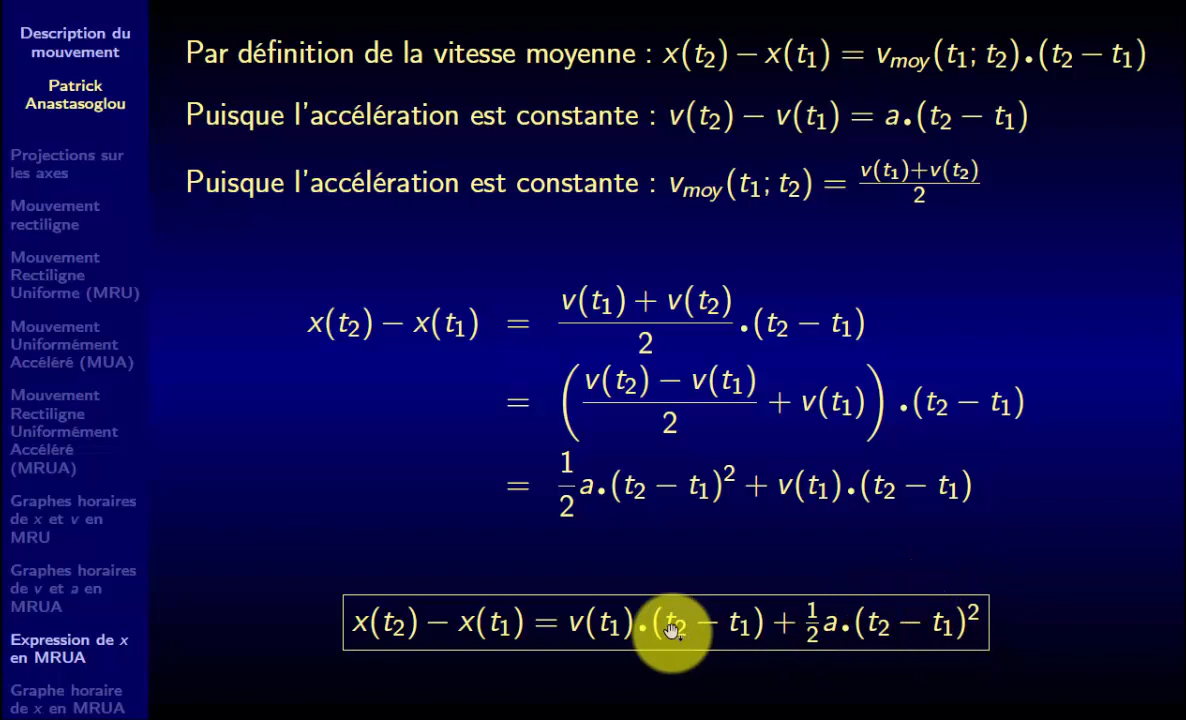 Description du
mouvement
Patrick
Anastasoglou
Projections sur
les axes
Mouvement
rectiligne
Mouvement
Rectiligne
Uniforme (MRU)
Mouvement
Uniformément
Accéléré (MUA)
Mouvement
Rectiligne
Uniformément
Accéléré
(MRUA)
Graphes horaires
de x et v en
MRU
Graphes horaires
de v et a en
MRUA
Expression de x
en MRUA
Graphe horaire
de x en MRUA
Par définition de la vitesse moyenne : x(t₂) − x(t₁) = v_moy(t₁; t₂).(t₂ − t₁)
Puisque l'accélération est constante : v(t₂) − v(t₁) = a.(t₂ − t₁)
Puisque l'accélération est constante : v_moy(t₁; t₂) = (v(t₁)+v(t₂))/2
x(t₂) − x(t₁) = (v(t₁) + v(t₂))/2 .(t₂ − t₁)
= ((v(t₂) − v(t₁))/2 + v(t₁)) .(t₂ − t₁)
= 1/2 a.(t₂ − t₁)² + v(t₁).(t₂ − t₁)
x(t₂) − x(t₁) = v(t₁).(t₂ − t₁) + 1/2 a.(t₂ − t₁)²